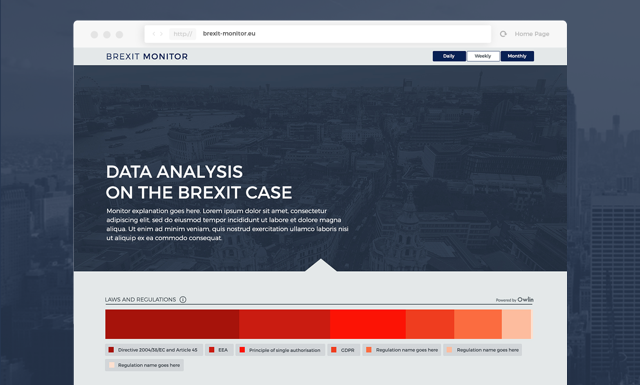 http:// brexit-monitor.eu Home Page
BREXIT MONITOR Daily Weekly Monthly
DATA ANALYSIS
ON THE BREXIT CASE
Monitor explanation goes here. Lorem ipsum dolor sit amet, consectetur
adipiscing elit, sed do eiusmod tempor incididunt ut labore et dolore magna
aliqua. Ut enim ad minim veniam, quis nostrud exercitation ullamco laboris nisi
ut aliquip ex ea commodo consequat.
LAWS AND REGULATIONS Powered by Owlin
Directive 2004/36/EC and Article 45 EEA Principle of single authorisation GDPR Regulation name goes here Regulation name goes here
Regulation name goes here